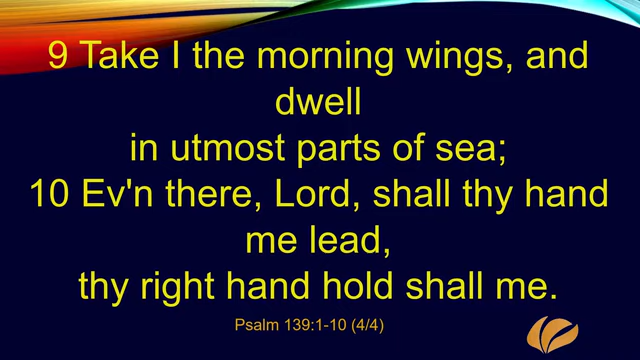 9 Take I the morning wings, and
dwell
in utmost parts of sea;
10 Ev'n there, Lord, shall thy hand
me lead,
thy right hand hold shall me.
Psalm 139:1-10 (4/4)